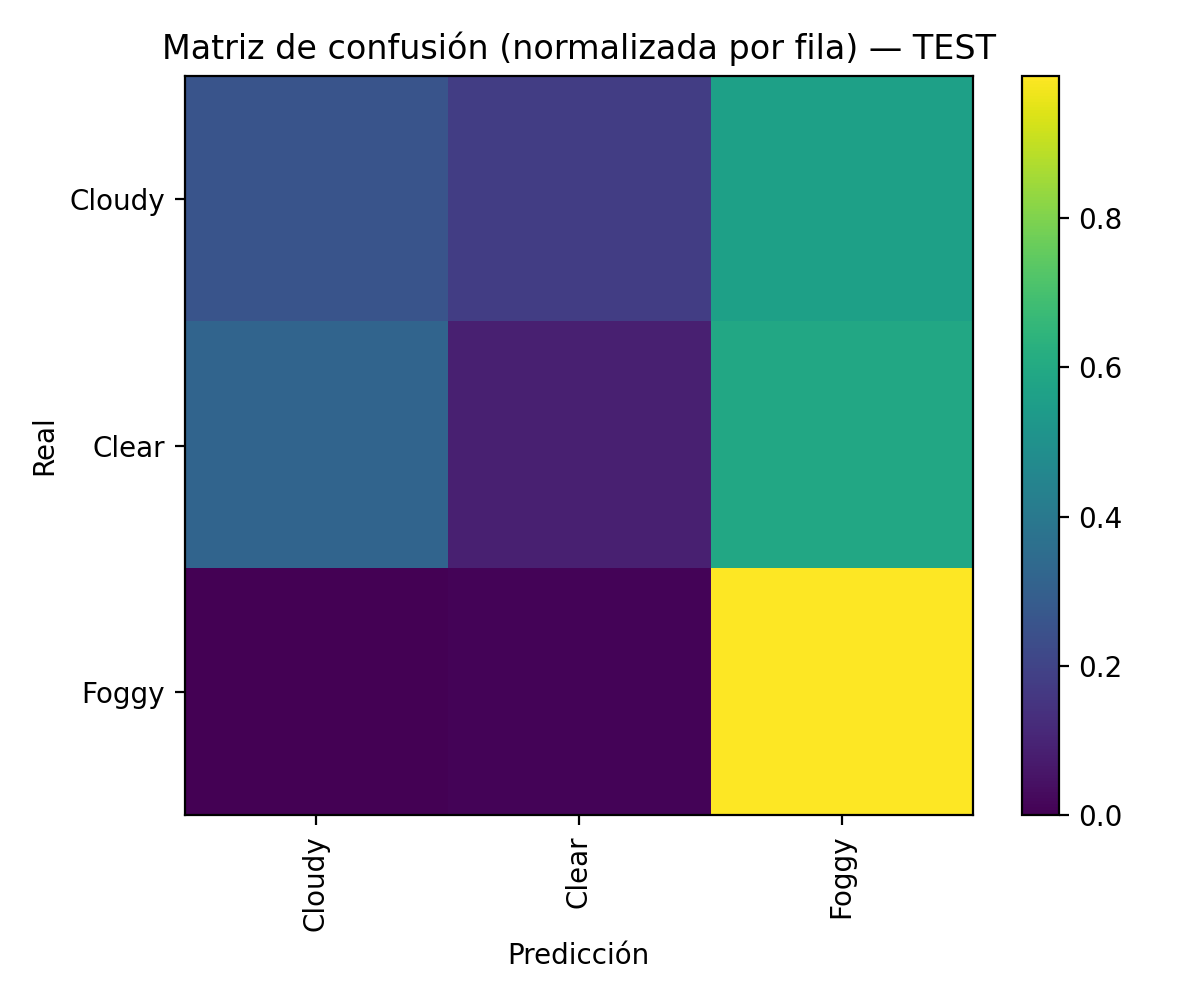 Matriz de confusión (normalizada por fila) — TEST
Cloudy
Clear
Foggy
Real
Cloudy
Clear
Foggy
Predicción
0.8
0.6
0.4
0.2
0.0